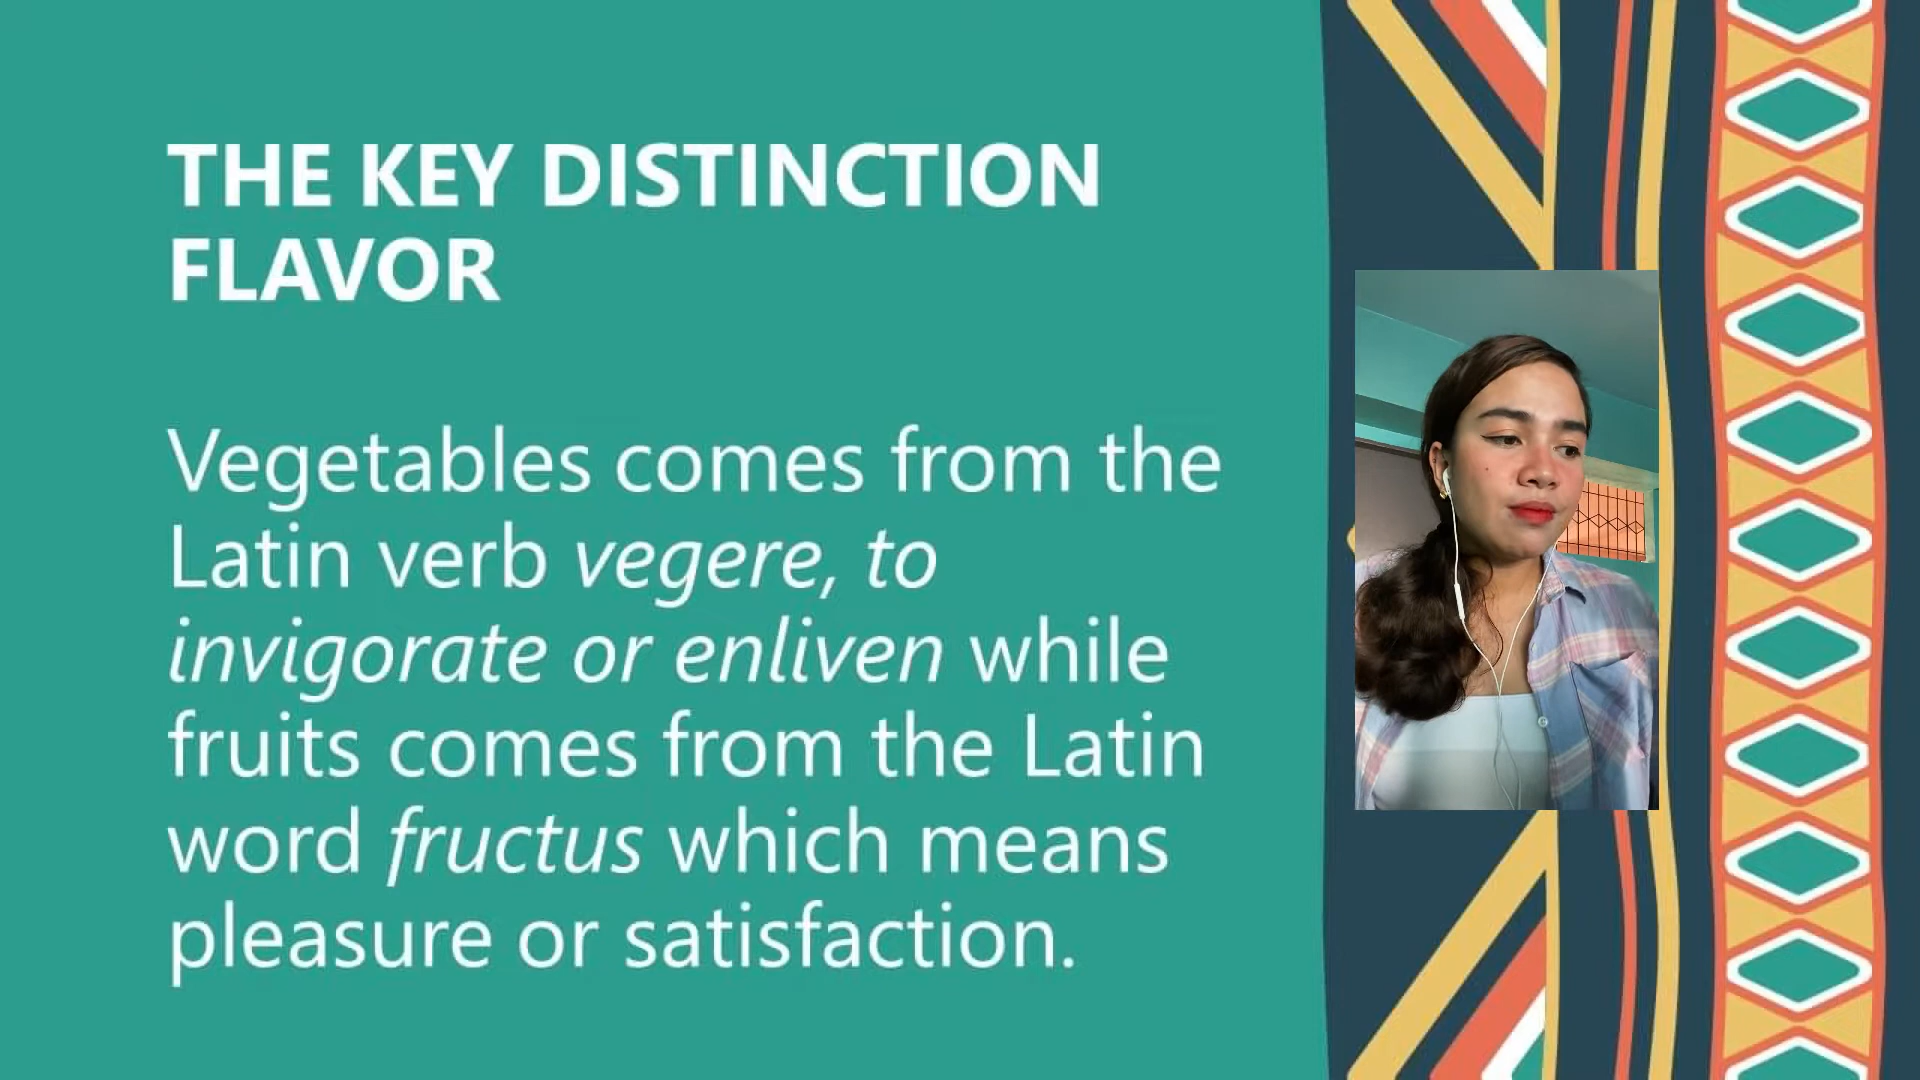 THE KEY DISTINCTION
FLAVOR
Vegetables comes from the
Latin verb vegere, to
invigorate or enliven while
fruits comes from the Latin
word fructus which means
pleasure or satisfaction.